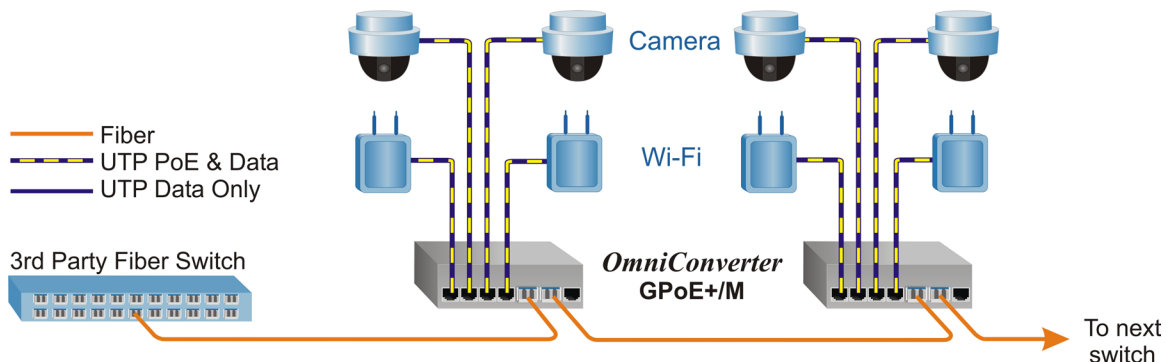 Camera
Fiber
UTP PoE & Data
Wi-Fi
UTP Data Only
3rd Party Fiber Switch
OmniConverter
GPoE+/M
To next
switch